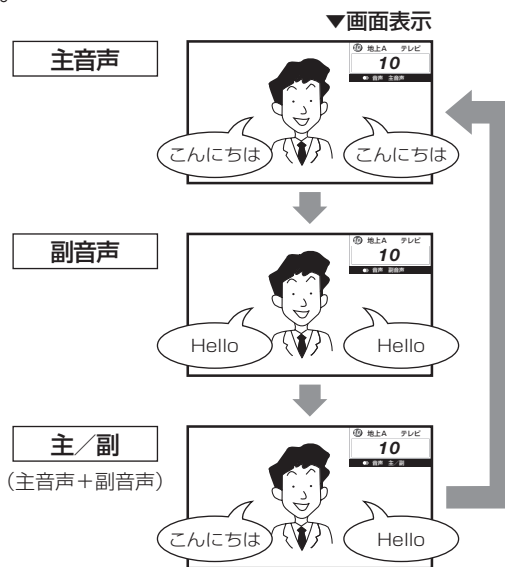 ▼画面表示
主音声
地上A テレビ
10
音声 主音声
こんにちは
こんにちは
副音声
地上A テレビ
10
音声 副音声
Hello
Hello
主／副
（主音声＋副音声）
地上A テレビ
10
音声 主／副
こんにちは
Hello